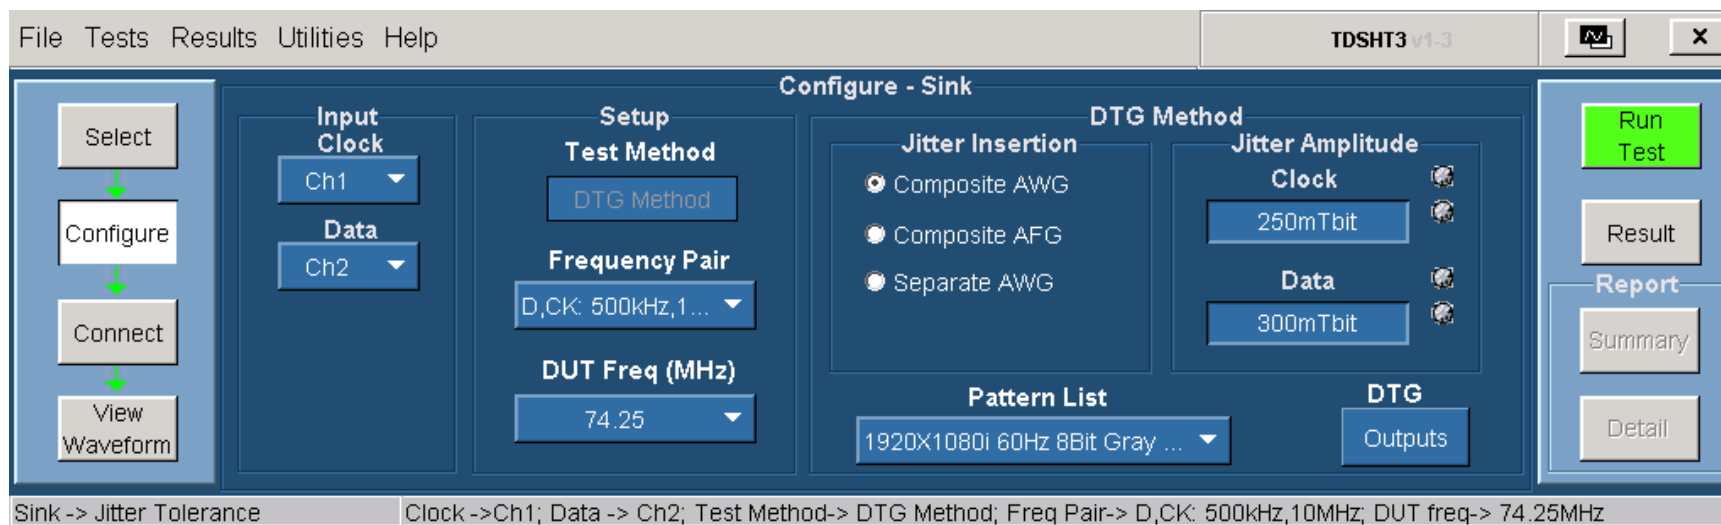 File Tests Results Utilities Help
TDSHT3 v1-3
x
Configure - Sink
Select
Configure
Connect
View
Waveform
Input
Clock
Ch1
Data
Ch2
Setup
Test Method
DTG Method
Frequency Pair
D,CK: 500kHz,1...
DUT Freq (MHz)
74.25
DTG Method
Jitter Insertion
Composite AWG
Composite AFG
Separate AWG
Jitter Amplitude
Clock
250mTbit
Data
300mTbit
Pattern List
1920X1080i 60Hz 8Bit Gray ...
DTG
Outputs
Run
Test
Result
Report
Summary
Detail
Sink -> Jitter Tolerance
Clock ->Ch1; Data -> Ch2; Test Method-> DTG Method; Freq Pair-> D,CK: 500kHz,10MHz; DUT freq-> 74.25MHz